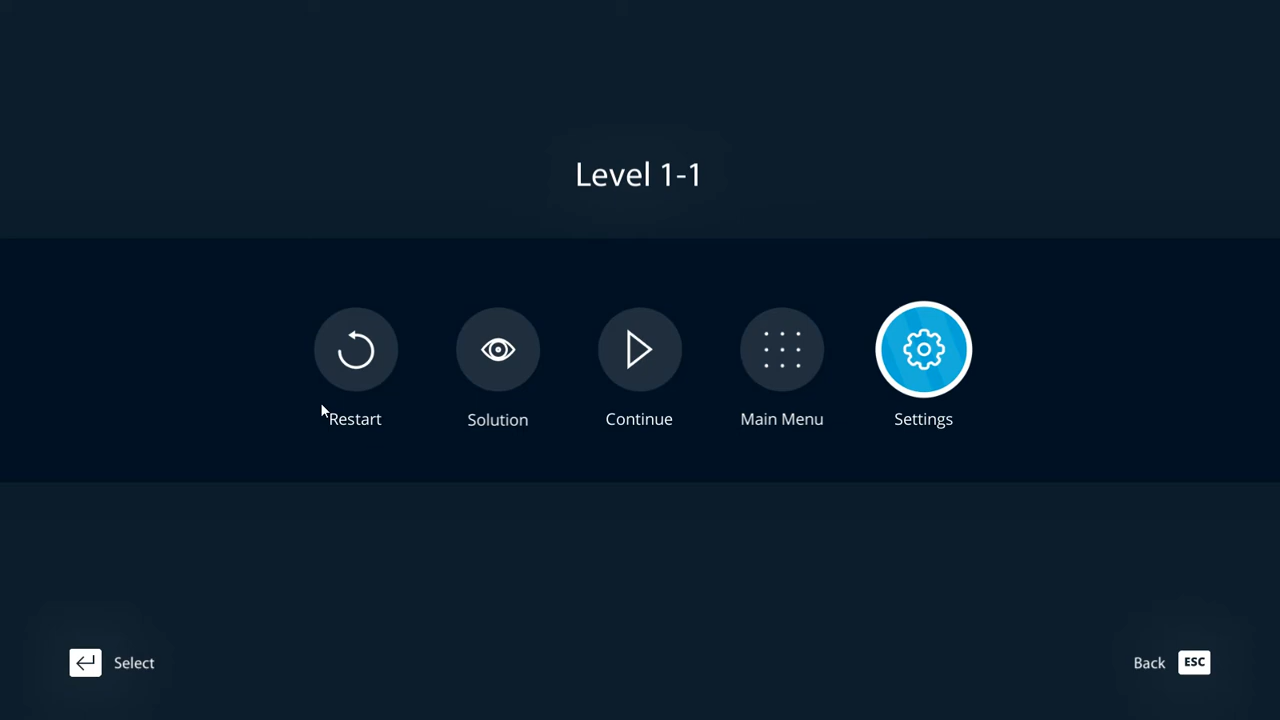 Level 1-1
Restart
Solution
Continue
Main Menu
Settings
Select
Back
ESC